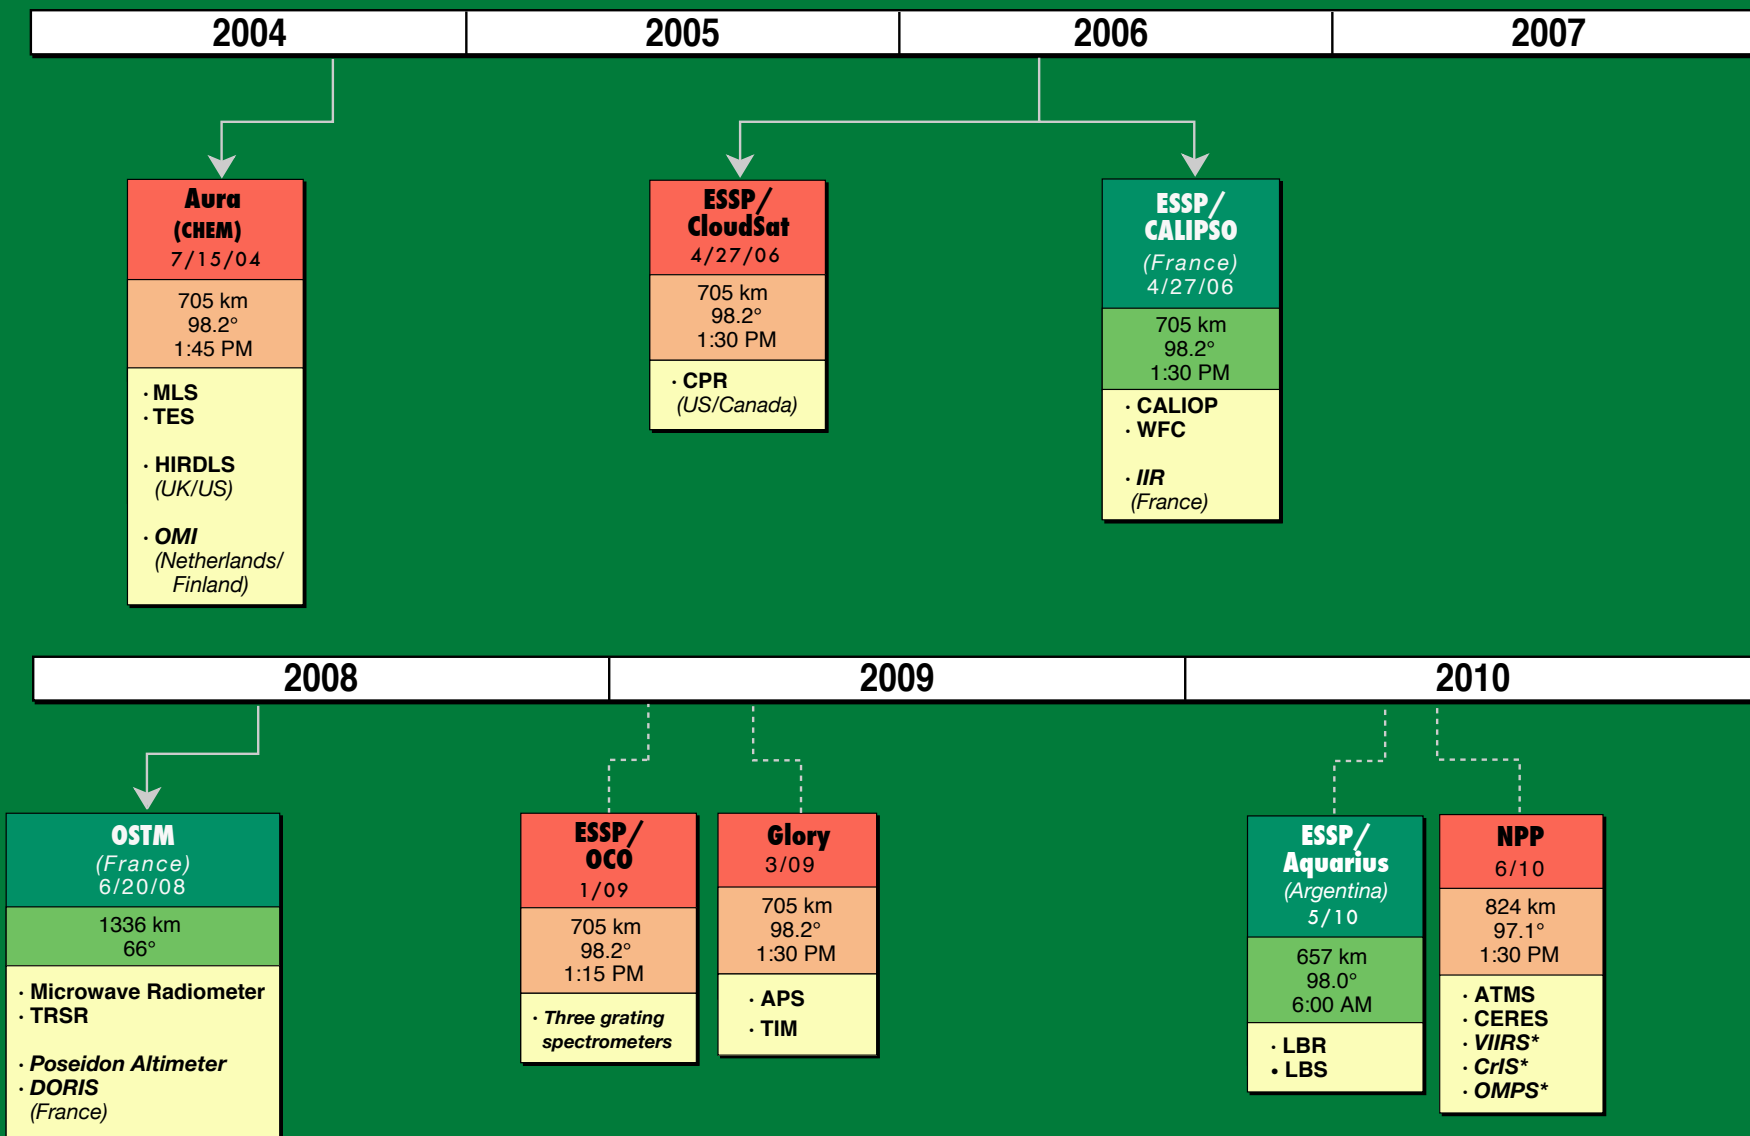 2004 2005 2006 2007
Aura
(CHEM)
7/15/04
705 km
98.2°
1:45 PM
· MLS
· TES
· HIRDLS
(UK/US)
· OMI
(Netherlands/
Finland)
ESSP/
CloudSat
4/27/06
705 km
98.2°
1:30 PM
· CPR
(US/Canada)
ESSP/
CALIPSO
(France)
4/27/06
705 km
98.2°
1:30 PM
· CALIOP
· WFC
· IIR
(France)
2008 2009 2010
OSTM
(France)
6/20/08
1336 km
66°
· Microwave Radiometer
· TRSR
· Poseidon Altimeter
· DORIS
(France)
ESSP/
OCO
1/09
705 km
98.2°
1:15 PM
· Three grating
spectrometers
Glory
3/09
705 km
98.2°
1:30 PM
· APS
· TIM
ESSP/
Aquarius
(Argentina)
5/10
657 km
98.0°
6:00 AM
· LBR
• LBS
NPP
6/10
824 km
97.1°
1:30 PM
· ATMS
· CERES
· VIIRS*
· CrIS*
· OMPS*